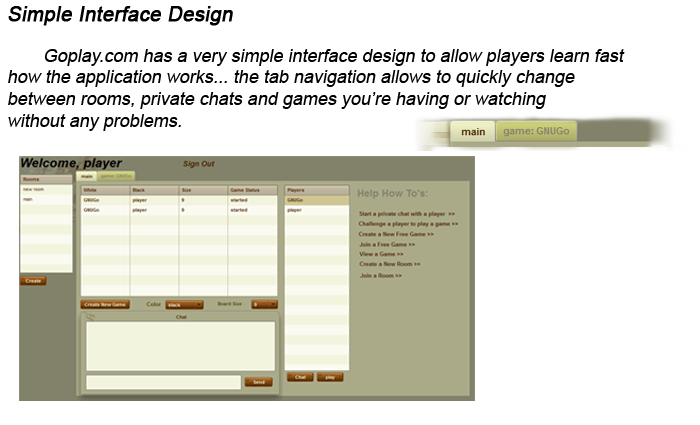 Simple Interface Design
Goplay.com has a very simple interface design to allow players learn fast
how the application works... the tab navigation allows to quickly change
between rooms, private chats and games you're having or watching
without any problems.
main game: GNUGo
Welcome, player Sign Out
main game: GNUGo
Rooms
new room
main
Create
White Black Size Game Status
GNUGo player 9 started
GNUGo player 9 started
Create New Game Color black Board Size 9
Chat
Send
Players
GNUGo
player
Chat play
Help How To's:
Start a private chat with a player >>
Challenge a player to play a game >>
Create a New Free Game >>
Join a Free Game >>
View a Game >>
Create a New Room >>
Join a Room >>